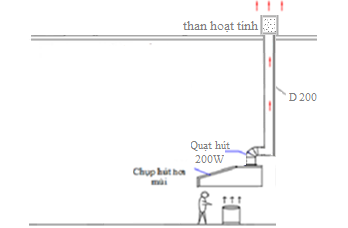 than hoạt tính
D 200
Quạt hút
200W
Chụp hút hơi
mùi